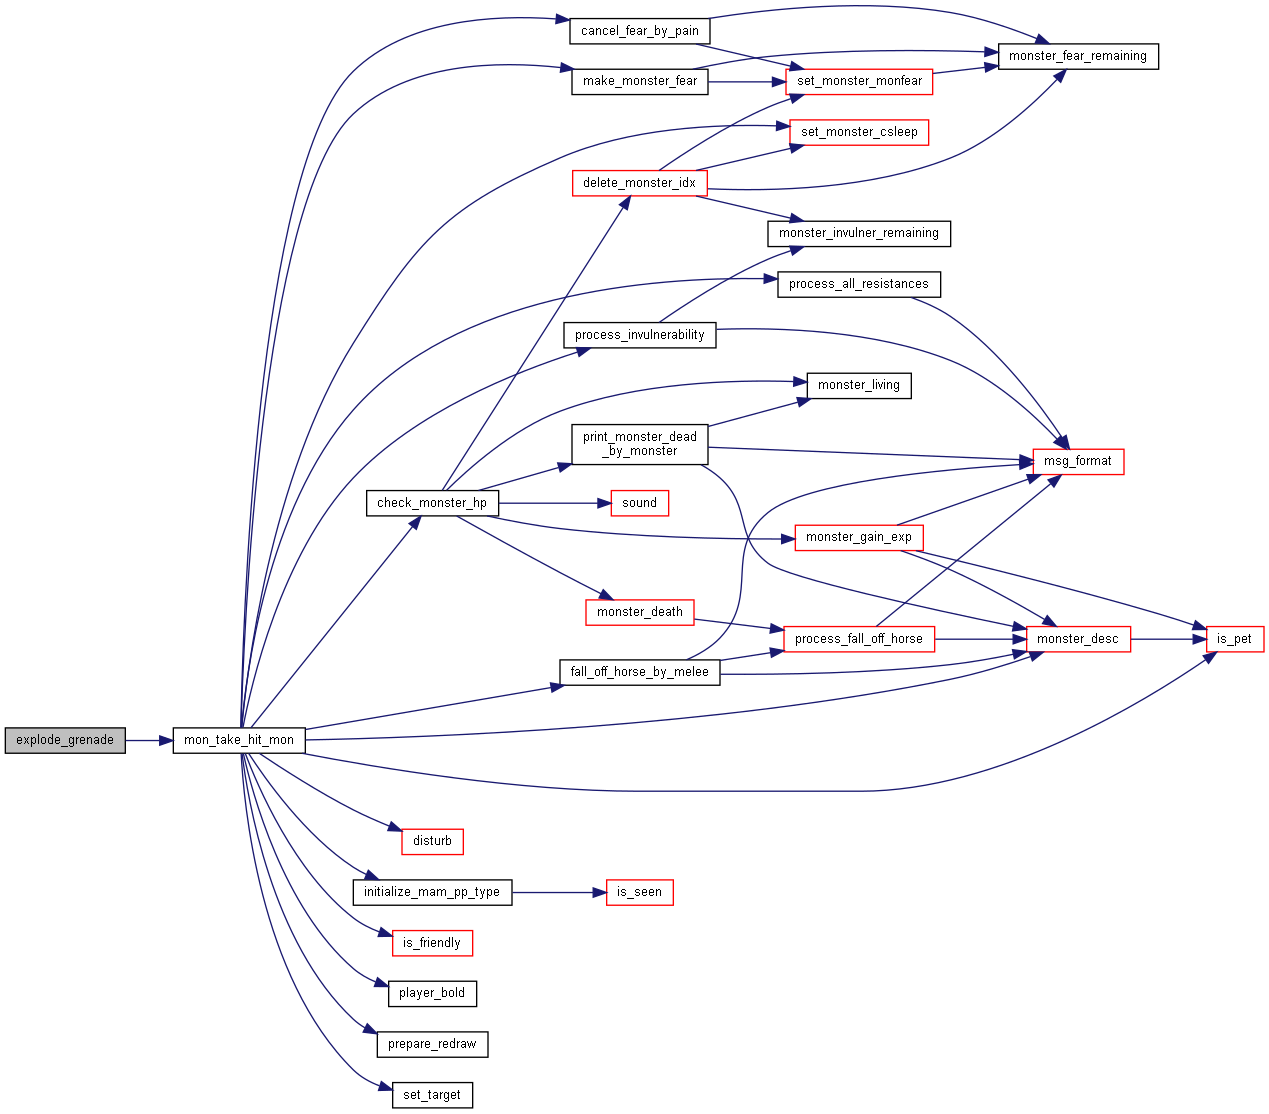 cancel_fear_by_pain
monster_fear_remaining
make_monster_fear
set_monster_monfear
set_monster_csleep
delete_monster_idx
monster_invulner_remaining
process_all_resistances
process_invulnerability
monster_living
print_monster_dead
_by_monster
msg_format
check_monster_hp
sound
monster_gain_exp
monster_death
process_fall_off_horse
monster_desc
is_pet
fall_off_horse_by_melee
explode_grenade
mon_take_hit_mon
disturb
initialize_mam_pp_type
is_seen
is_friendly
player_bold
prepare_redraw
set_target